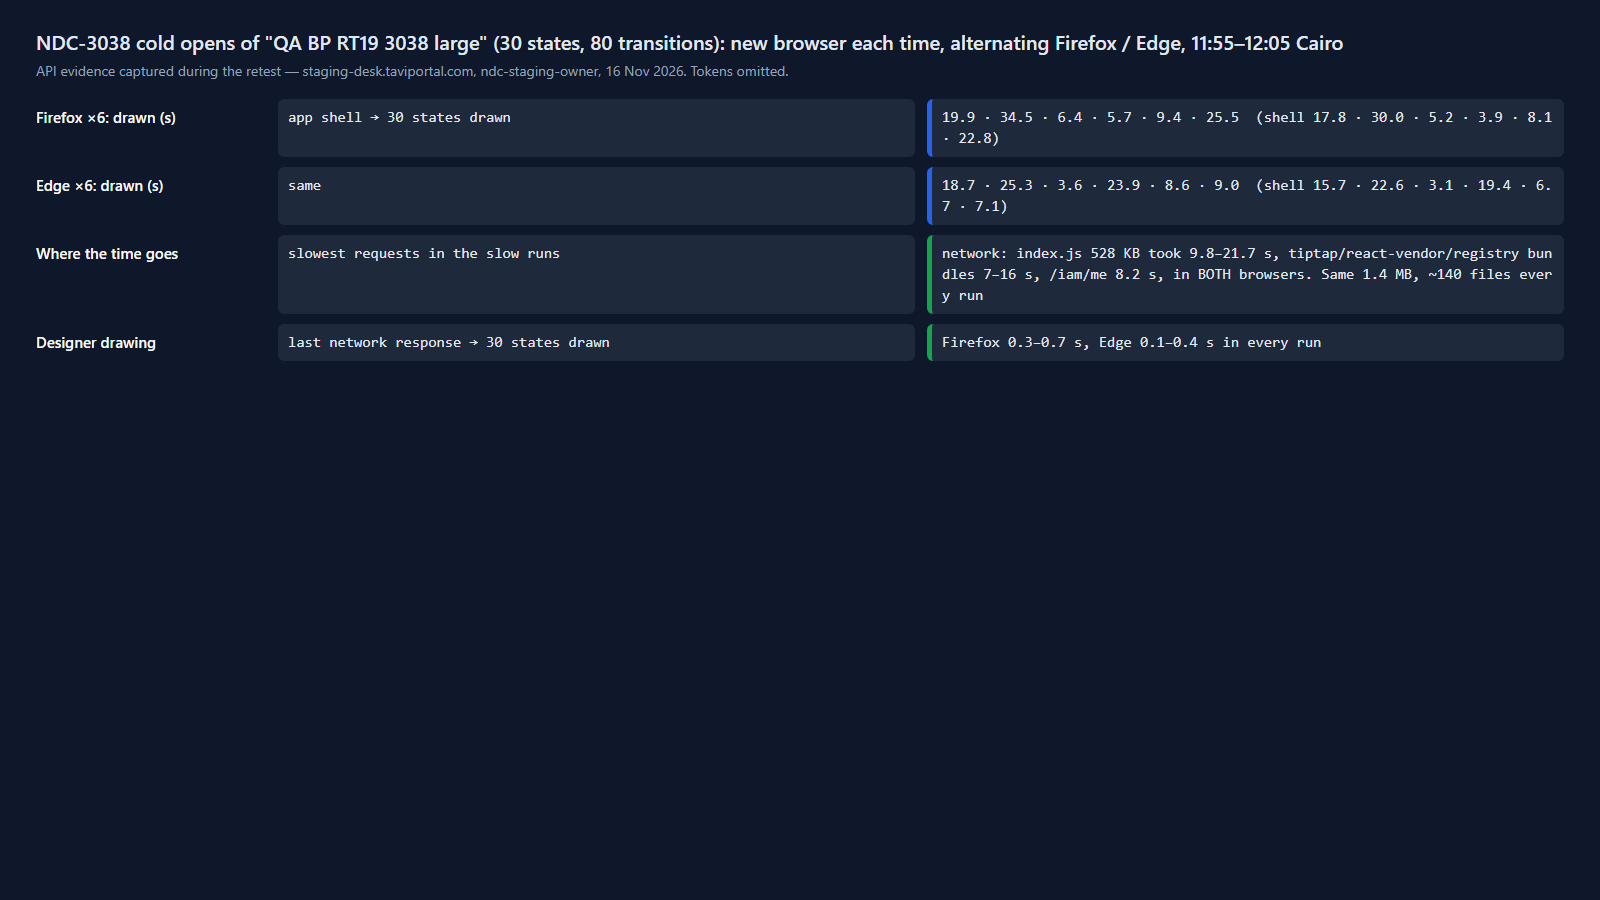 NDC-3038 cold opens of "QA BP RT19 3038 large" (30 states, 80 transitions): new browser each time, alternating Firefox / Edge, 11:55–12:05 Cairo
API evidence captured during the retest — staging-desk.taviportal.com, ndc-staging-owner, 16 Nov 2026. Tokens omitted.
Firefox ×6: drawn (s)
app shell → 30 states drawn
19.9 · 34.5 · 6.4 · 5.7 · 9.4 · 25.5  (shell 17.8 · 30.0 · 5.2 · 3.9 · 8.1
· 22.8)
Edge ×6: drawn (s)
same
18.7 · 25.3 · 3.6 · 23.9 · 8.6 · 9.0  (shell 15.7 · 22.6 · 3.1 · 19.4 · 6.
7 · 7.1)
Where the time goes
slowest requests in the slow runs
network: index.js 528 KB took 9.8–21.7 s, tiptap/react-vendor/registry bun
dles 7–16 s, /iam/me 8.2 s, in BOTH browsers. Same 1.4 MB, ~140 files ever
y run
Designer drawing
last network response → 30 states drawn
Firefox 0.3–0.7 s, Edge 0.1–0.4 s in every run